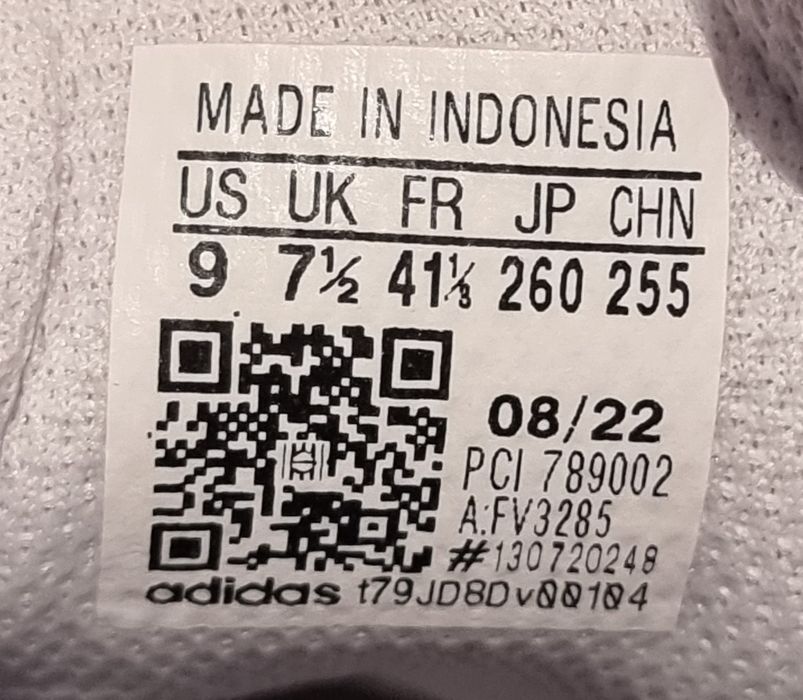 MADE IN INDONESIA
US UK FR JP CHN
9 7½ 41⅓ 260 255
08/22
PCI 789002
A:FV3285
#130720248
adidas t79JD8Dv00104